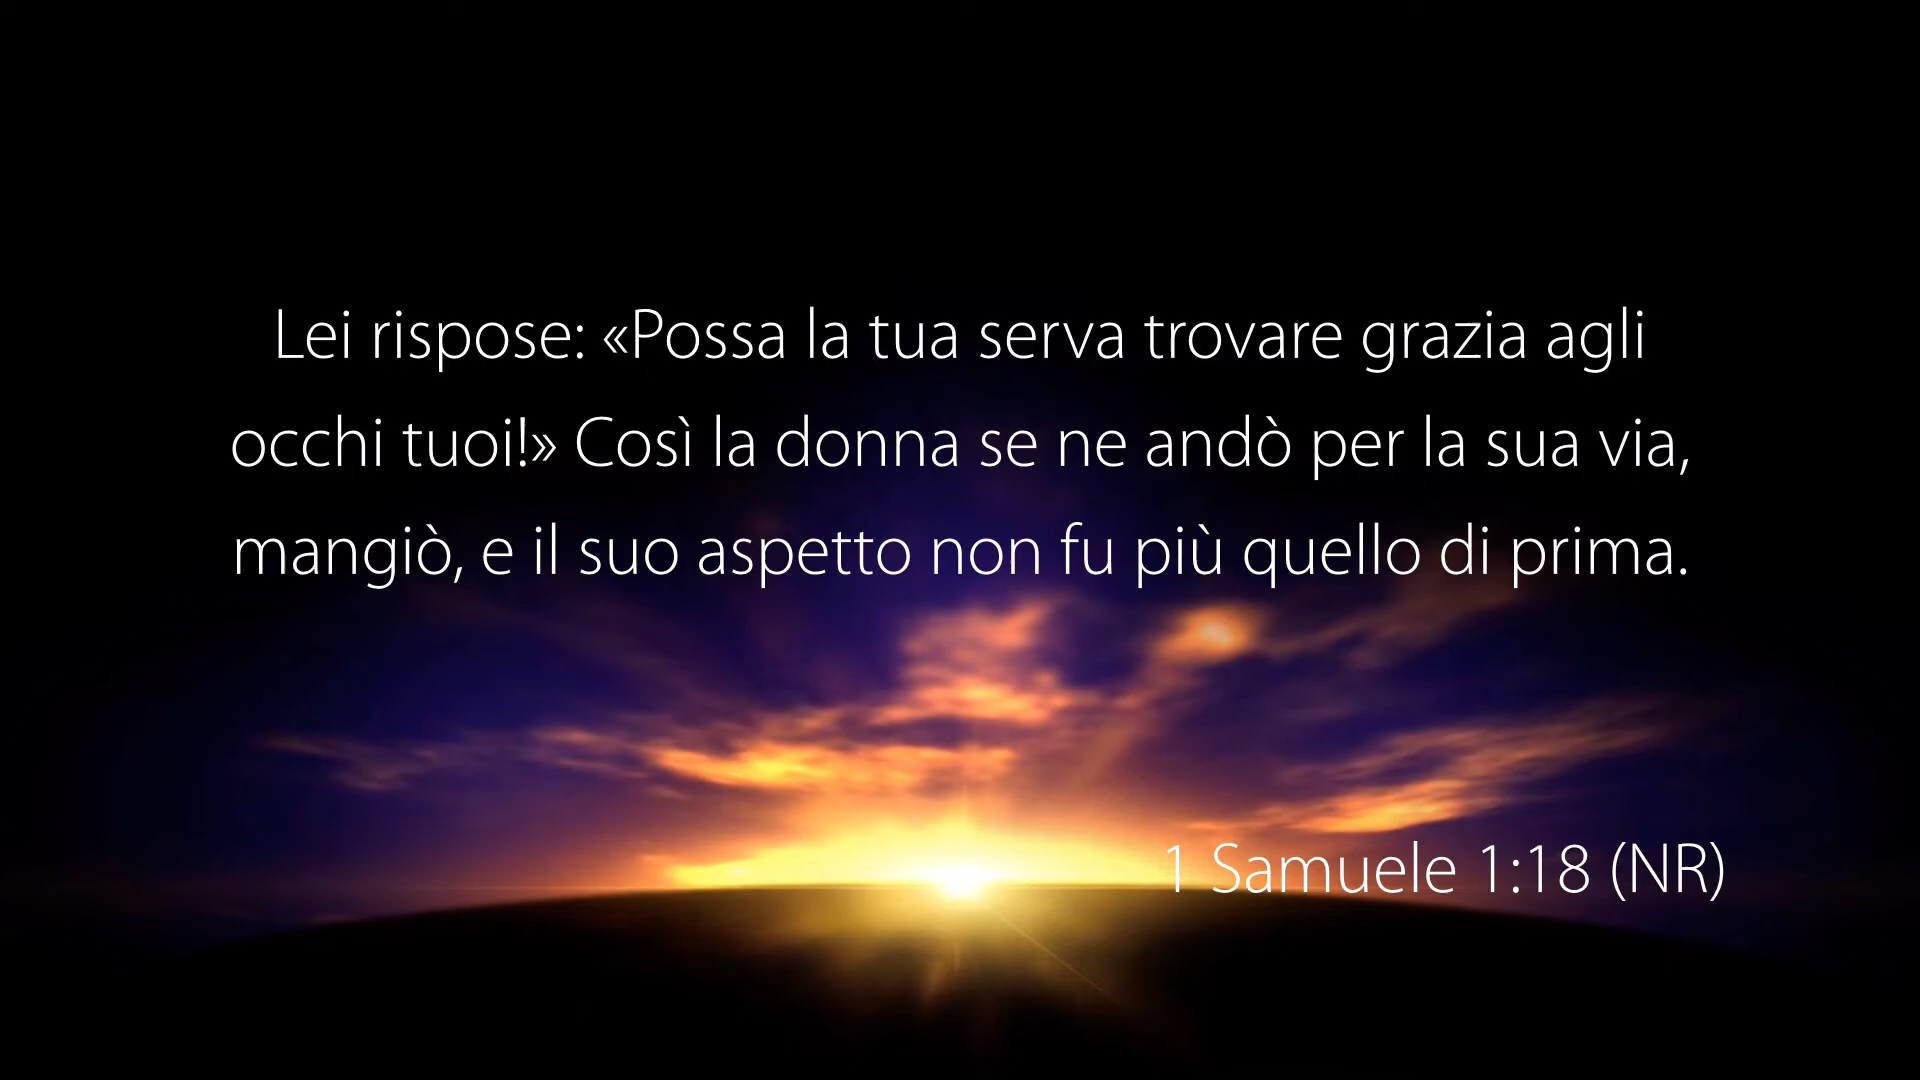 Lei rispose: «Possa la tua serva trovare grazia agli
occhi tuoi!» Così la donna se ne andò per la sua via,
mangiò, e il suo aspetto non fu più quello di prima.
1 Samuele 1:18 (NR)